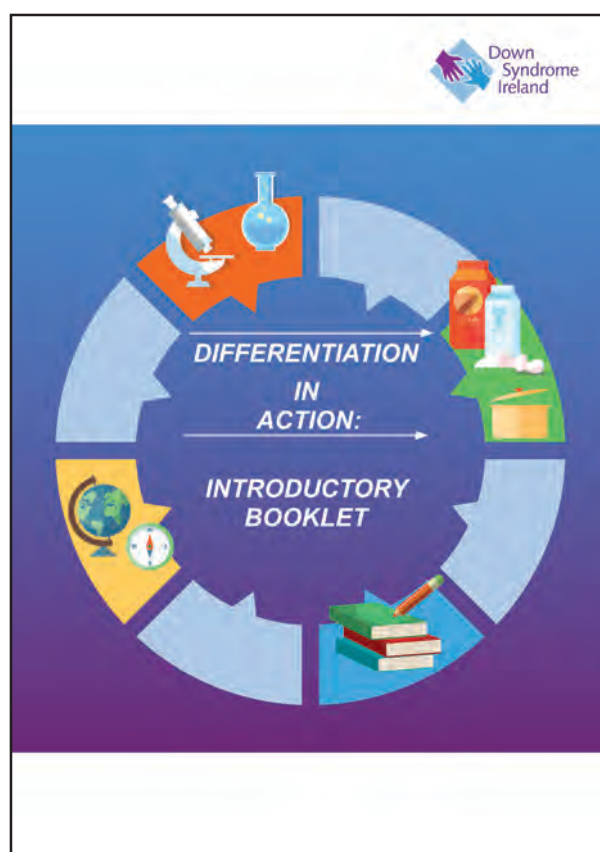 Down
Syndrome
Ireland
DIFFERENTIATION
IN
ACTION:
INTRODUCTORY
BOOKLET